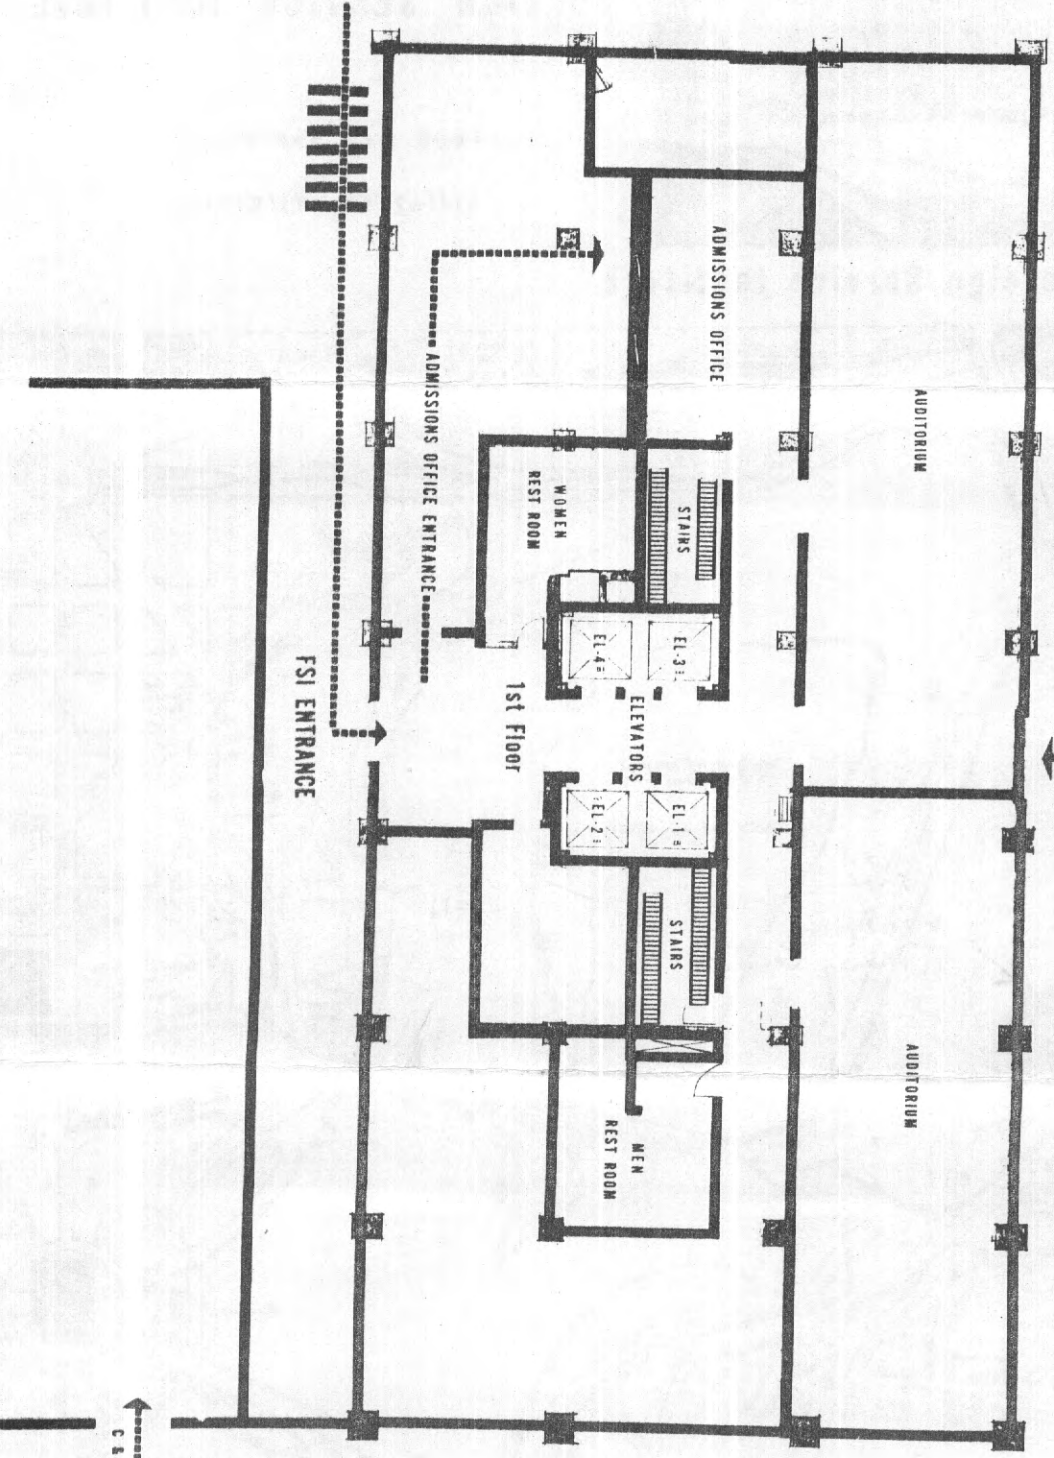 ADMISSIONS OFFICE
AUDITORIUM
ADMISSIONS OFFICE ENTRANCE
WOMEN
REST ROOM
STAIRS
EL-4
EL-3
FSI ENTRANCE
1st Floor
ELEVATORS
EL-2
EL-1
STAIRS
AUDITORIUM
MEN
REST ROOM
C &